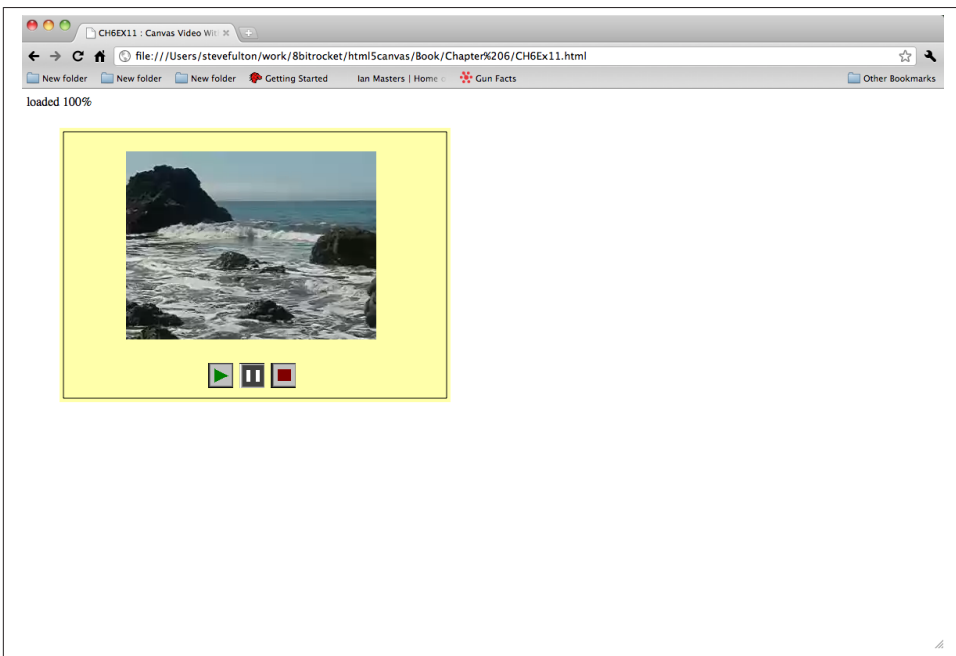 CH6EX11 : Canvas Video Wit
file:///Users/stevefulton/work/8bitrocket/html5canvas/Book/Chapter%206/CH6Ex11.html
New folder New folder New folder Getting Started Ian Masters | Home Gun Facts Other Bookmarks
loaded 100%